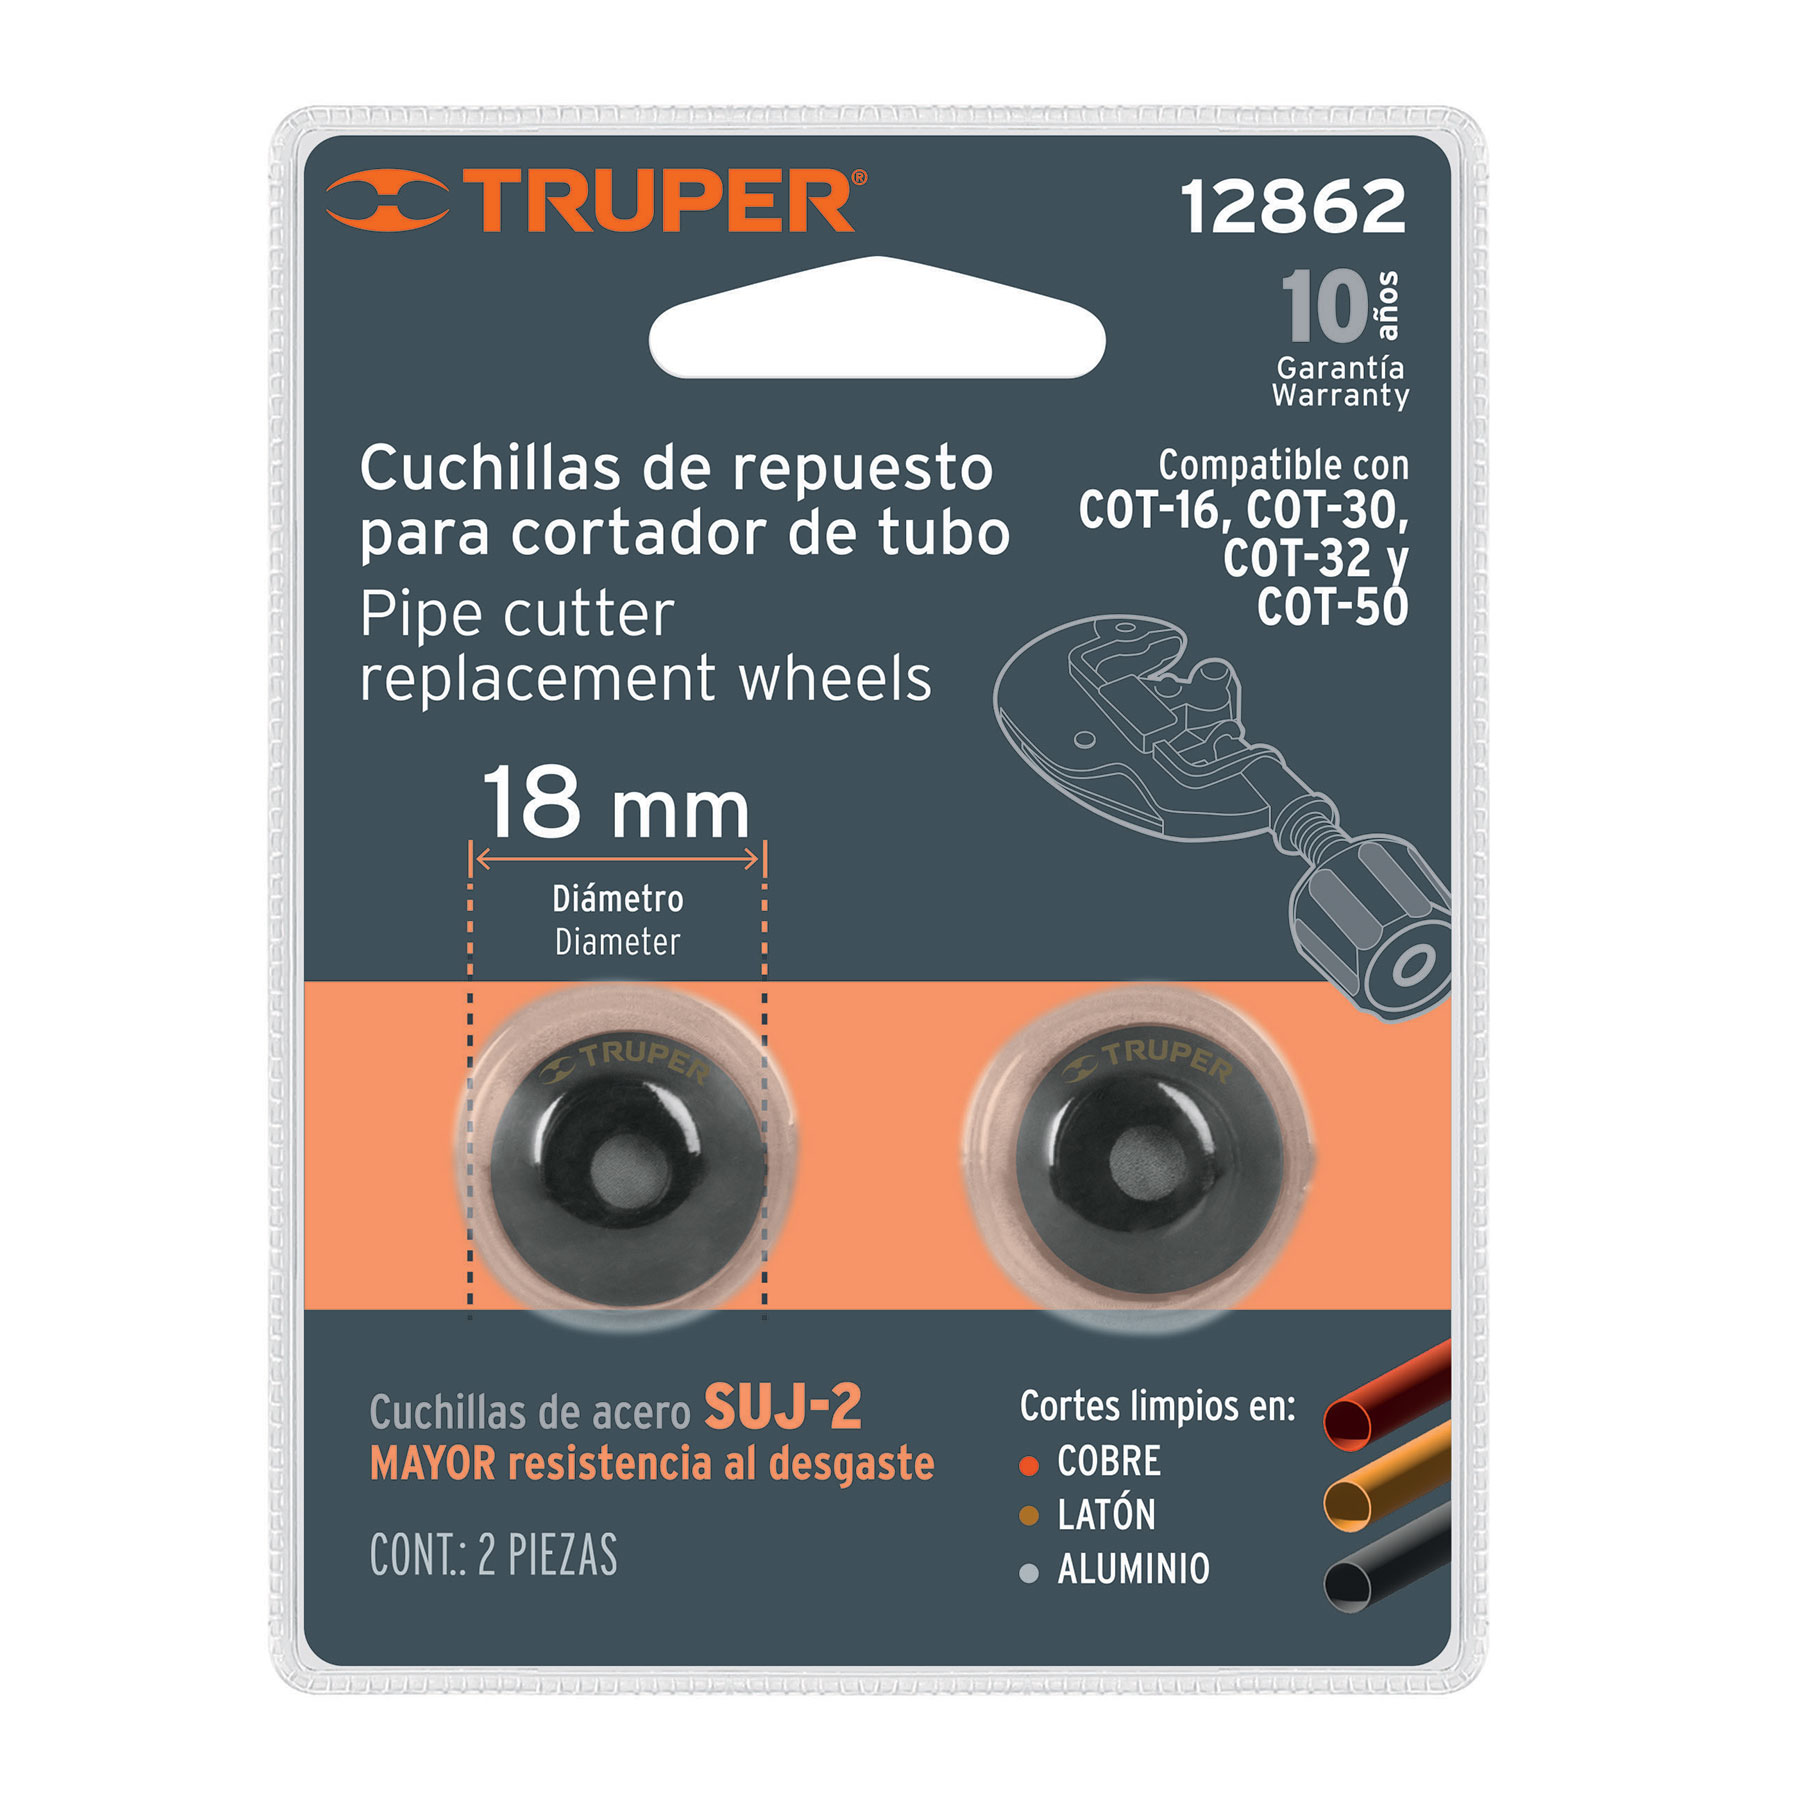 TRUPER®
12862
10 años
Garantía
Warranty
Cuchillas de repuesto
para cortador de tubo
Pipe cutter
replacement wheels
Compatible con
COT-16, COT-30,
COT-32 y
COT-50
18 mm
Diámetro
Diameter
TRUPER
TRUPER
Cuchillas de acero SUJ-2
MAYOR resistencia al desgaste
CONT.: 2 PIEZAS
Cortes limpios en:
COBRE
LATÓN
ALUMINIO